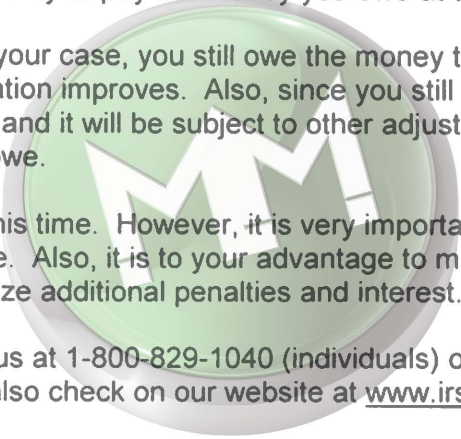 your case, you still owe the money t
ation improves. Also, since you still
and it will be subject to other adjust
owe.
his time. However, it is very importa
e. Also, it is to your advantage to m
ze additional penalties and interest.
us at 1-800-829-1040 (individuals) o
also check on our website at www.irs